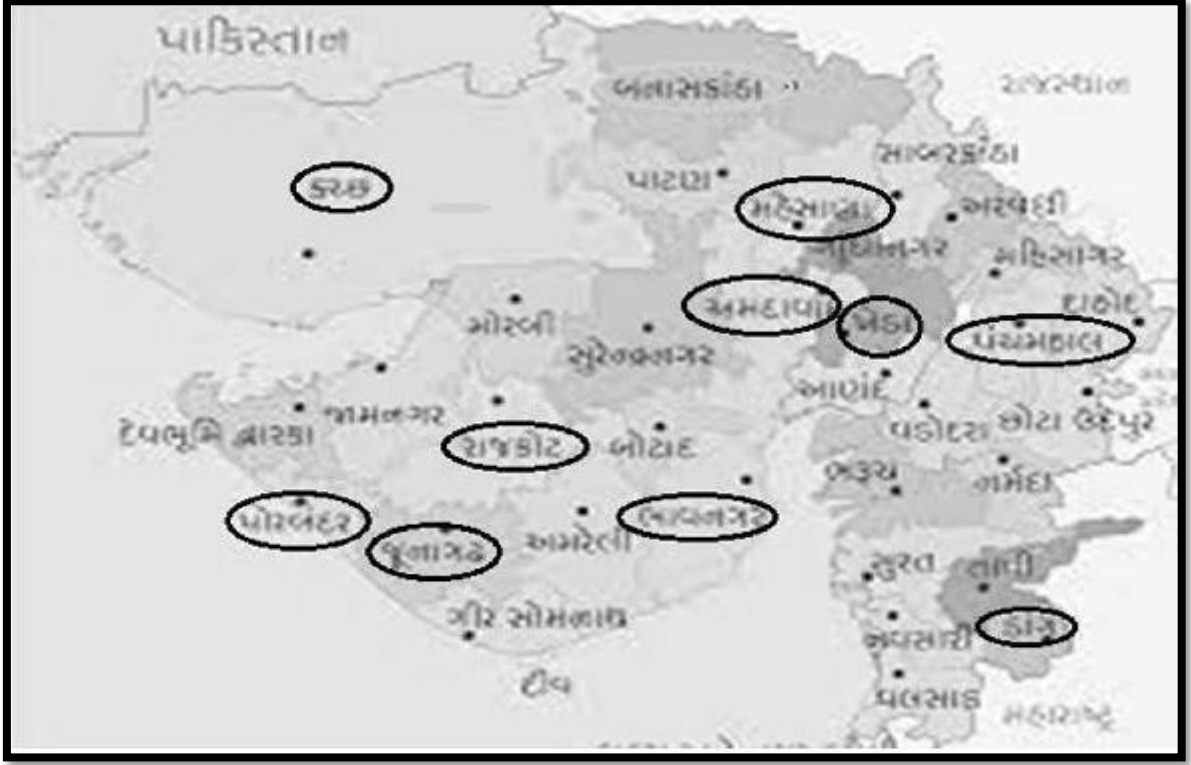 પાકિસ્તાન
બનાસકાંઠા
રાજસ્થાન
સાબરકાંઠા
પાટણ
કચ્છ
મહેસાણા
અરવલ્લી
ગાંધીનગર
મહિસાગર
અમદાવાદ
દાહોદ
ખેડા
મોરબી
પંચમહાલ
સુરેન્દ્રનગર
આણંદ
જામનગર
દેવભૂમિ દ્વારકા
વડોદરા
છોટા ઉદેપુર
રાજકોટ
બોટાદ
ભરૂચ
નર્મદા
પોરબંદર
ભાવનગર
જૂનાગઢ
અમરેલી
સુરત
તાપી
ગીર સોમનાથ
ડાંગ
નવસારી
દીવ
વલસાડ
મહારાષ્ટ્ર